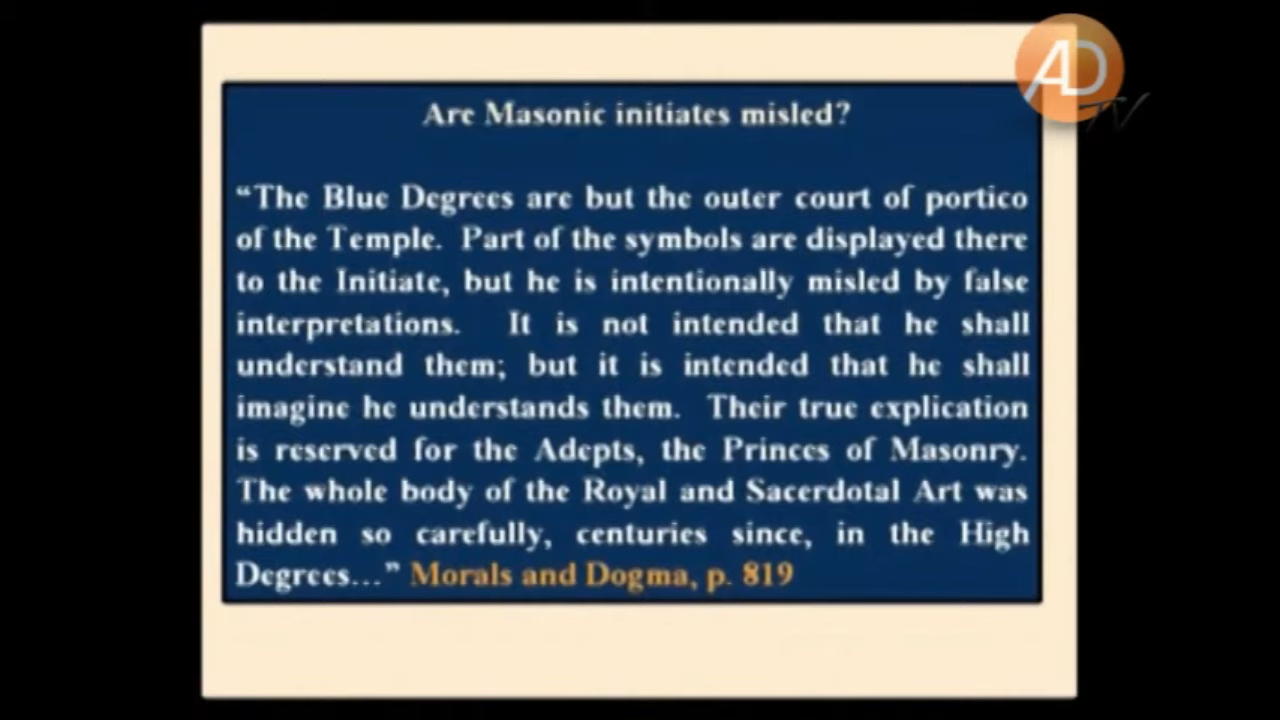 AD
TV
Are Masonic initiates misled?
“The Blue Degrees are but the outer court of portico
of the Temple. Part of the symbols are displayed there
to the Initiate, but he is intentionally misled by false
interpretations. It is not intended that he shall
understand them; but it is intended that he shall
imagine he understands them. Their true explication
is reserved for the Adepts, the Princes of Masonry.
The whole body of the Royal and Sacerdotal Art was
hidden so carefully, centuries since, in the High
Degrees...” Morals and Dogma, p. 819